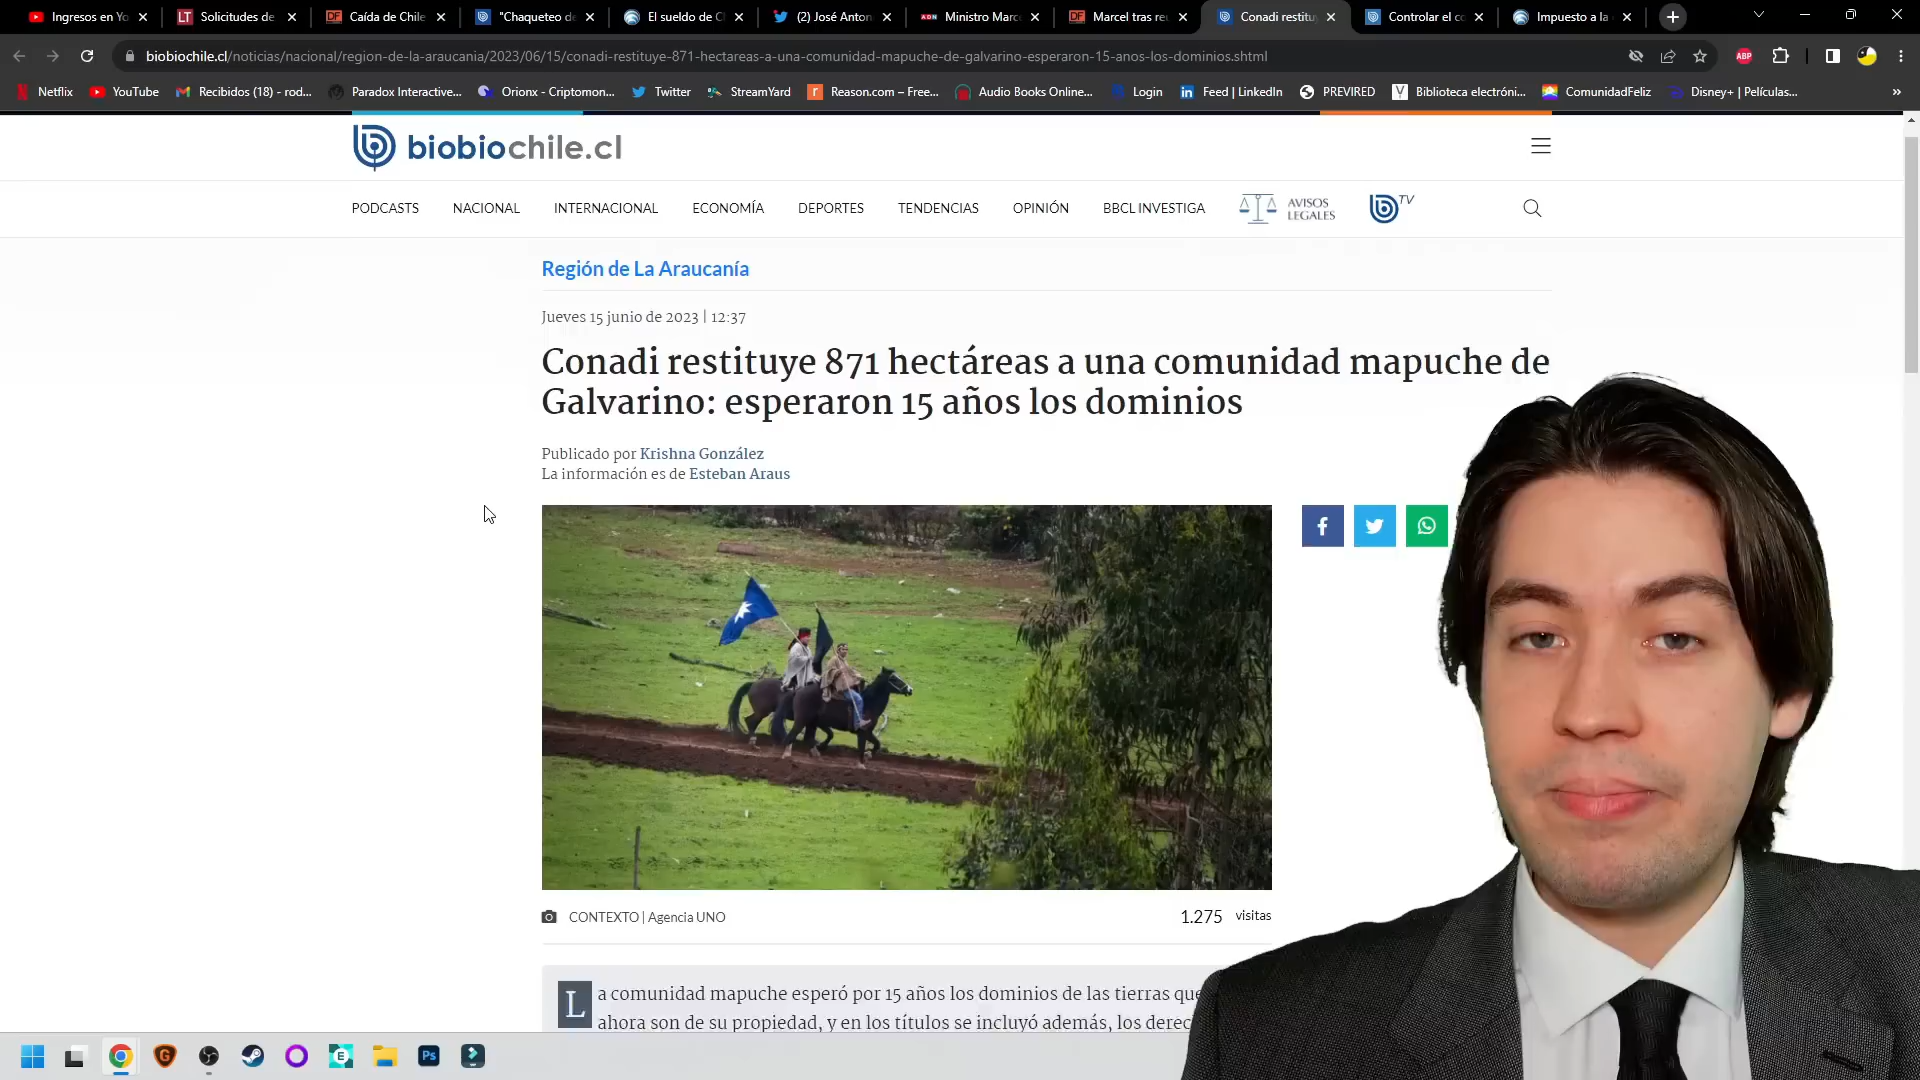 Ingresos en Yo
Solicitudes de
Caída de Chile
"Chaqueteo de
El sueldo de C
(2) José Anton
Ministro Marc
Marcel tras re
Conadi restitu
Controlar el co
Impuesto a la
biobiochile.cl/noticias/nacional/region-de-la-araucania/2023/06/15/conadi-restituye-871-hectareas-a-una-comunidad-mapuche-de-galvarino-esperaron-15-anos-los-dominios.shtml
ABP
Netflix
YouTube
Recibidos (18) - rod...
Paradox Interactive...
Orionx - Criptomon...
Twitter
StreamYard
Reason.com – Free...
Audio Books Online...
Login
Feed | LinkedIn
PREVIRED
Biblioteca electróni...
ComunidadFeliz
Disney+ | Películas...
biobiochile.cl
PODCASTS
NACIONAL
INTERNACIONAL
ECONOMÍA
DEPORTES
TENDENCIAS
OPINIÓN
BBCL INVESTIGA
AVISOS
LEGALES
TV
Región de La Araucanía
Jueves 15 junio de 2023 | 12:37
Conadi restituye 871 hectáreas a una comunidad mapuche de
Galvarino: esperaron 15 años los dominios
Publicado por Krishna González
La información es de Esteban Araus
CONTEXTO | Agencia UNO
1.275 visitas
La comunidad mapuche esperó por 15 años los dominios de las tierras que
ahora son de su propiedad, y en los títulos se incluyó además, los derec